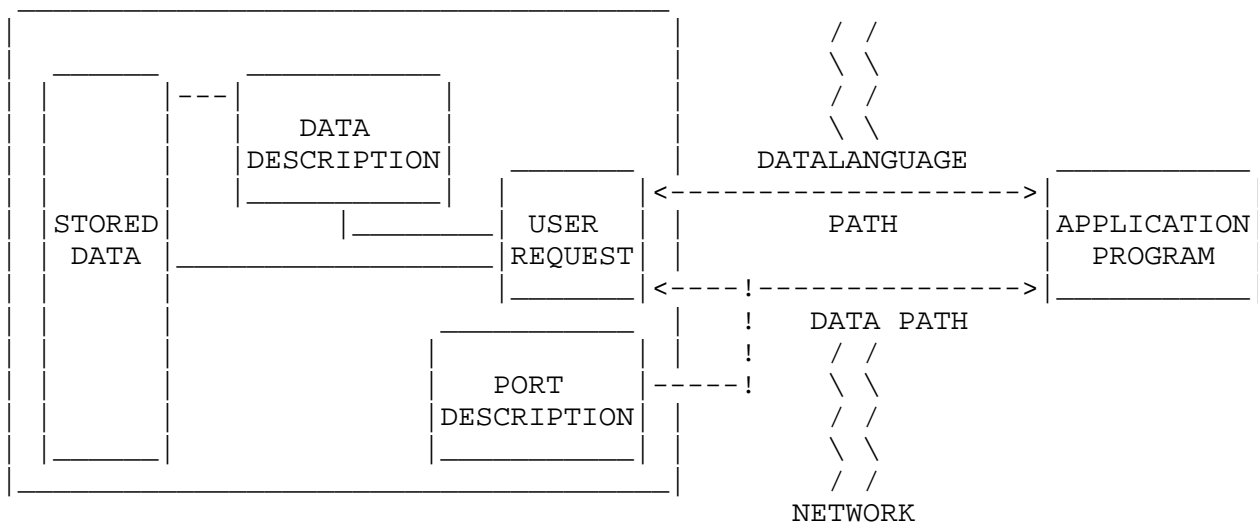 DATA
DESCRIPTION
DATALANGUAGE
STORED
DATA
USER
REQUEST
PATH
APPLICATION
PROGRAM
DATA PATH
PORT
DESCRIPTION
NETWORK